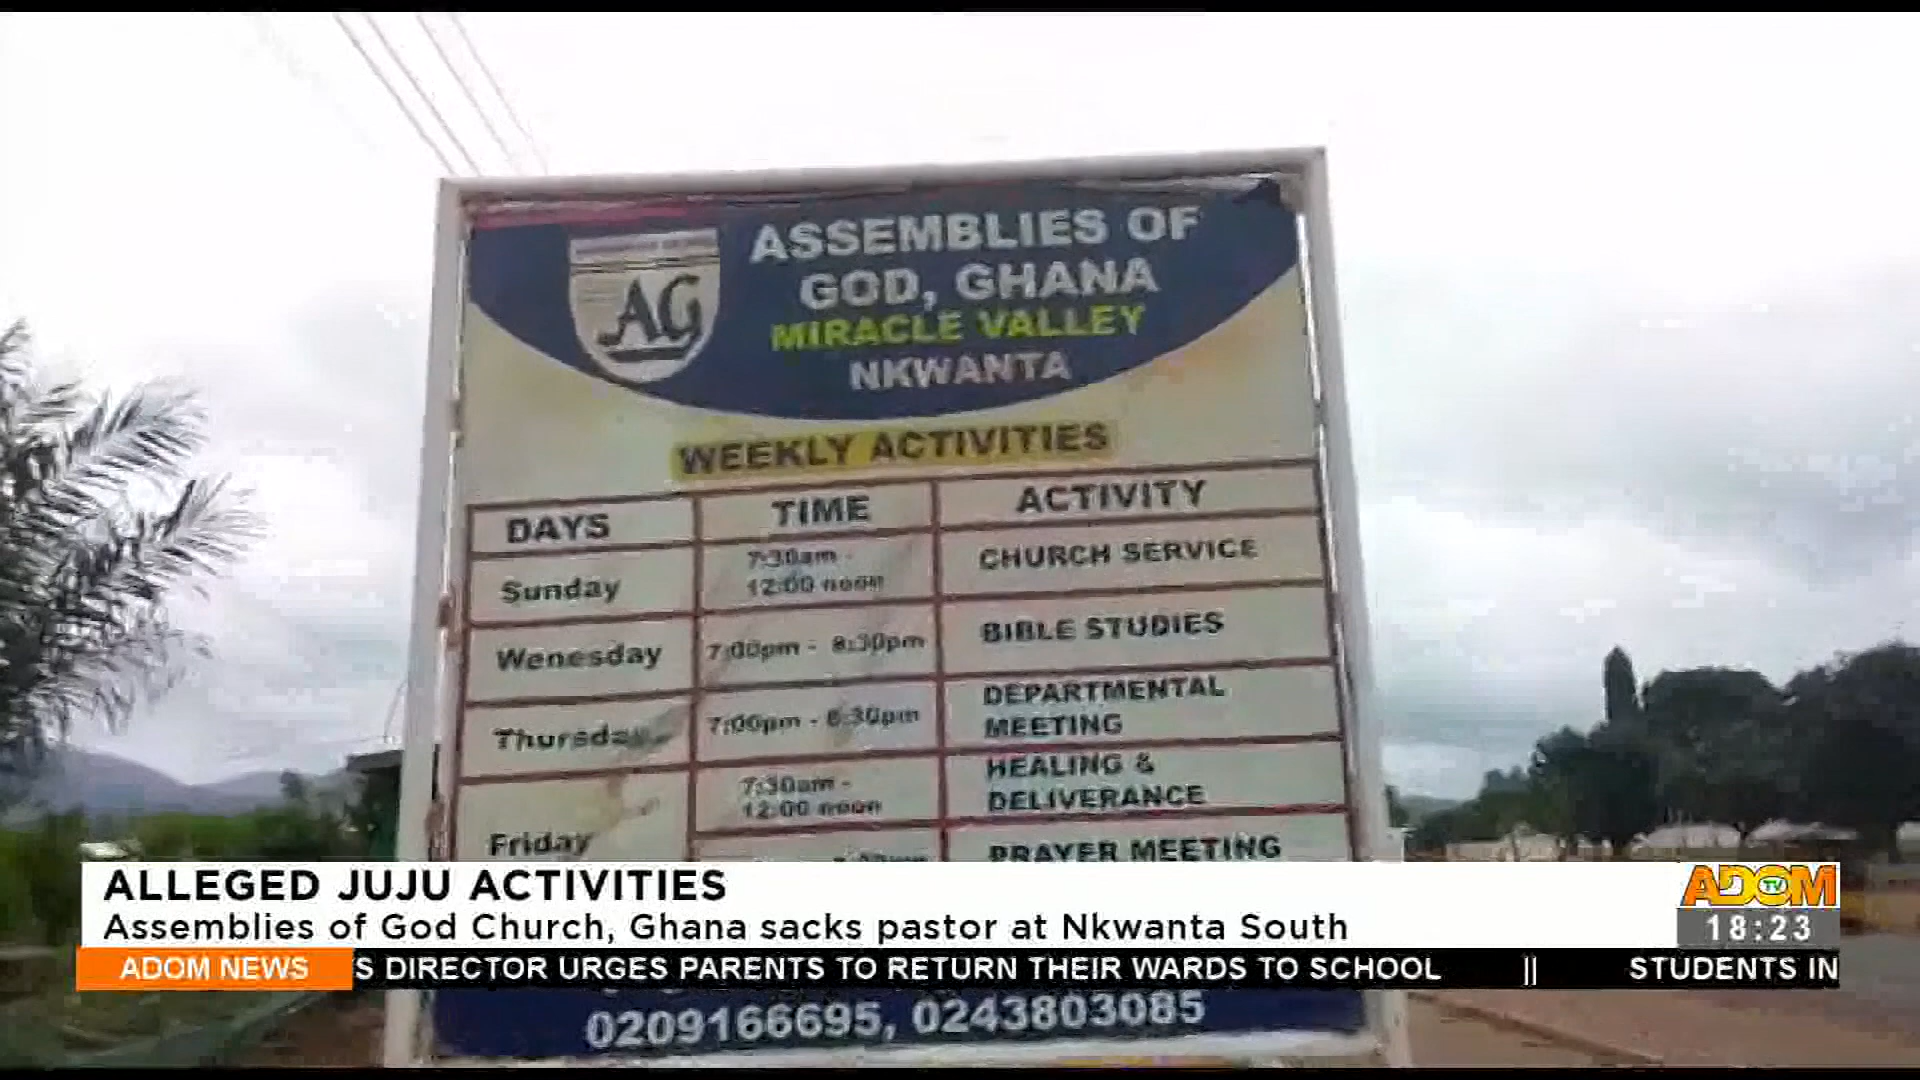 ASSEMBLIES OF
GOD, GHANA
MIRACLE VALLEY
NKWANTA
AG
WEEKLY ACTIVITIES
DAYS TIME ACTIVITY
Sunday 7:30am - 12:00 noon CHURCH SERVICE
Wenesday 7:00pm - 8:30pm BIBLE STUDIES
Thursday 7:00pm - 8:30pm DEPARTMENTAL
MEETING
Friday 7:30am - 12:00 noon HEALING &
DELIVERANCE
PRAYER MEETING
ALLEGED JUJU ACTIVITIES
Assemblies of God Church, Ghana sacks pastor at Nkwanta South
ADOM TV
18:23
ADOM NEWS
S DIRECTOR URGES PARENTS TO RETURN THEIR WARDS TO SCHOOL || STUDENTS IN
0209166695, 0243803085